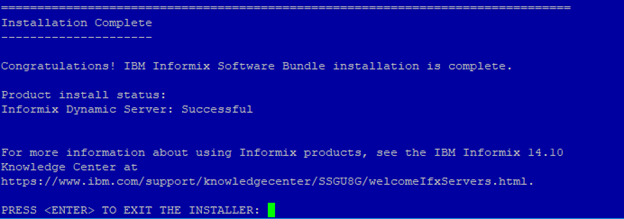 ===============================================================================
Installation Complete
---------------------
Congratulations! IBM Informix Software Bundle installation is complete.
Product install status:
Informix Dynamic Server: Successful
For more information about using Informix products, see the IBM Informix 14.10
Knowledge Center at
https://www.ibm.com/support/knowledgecenter/SSGU8G/welcomeIfxServers.html.
PRESS <ENTER> TO EXIT THE INSTALLER: